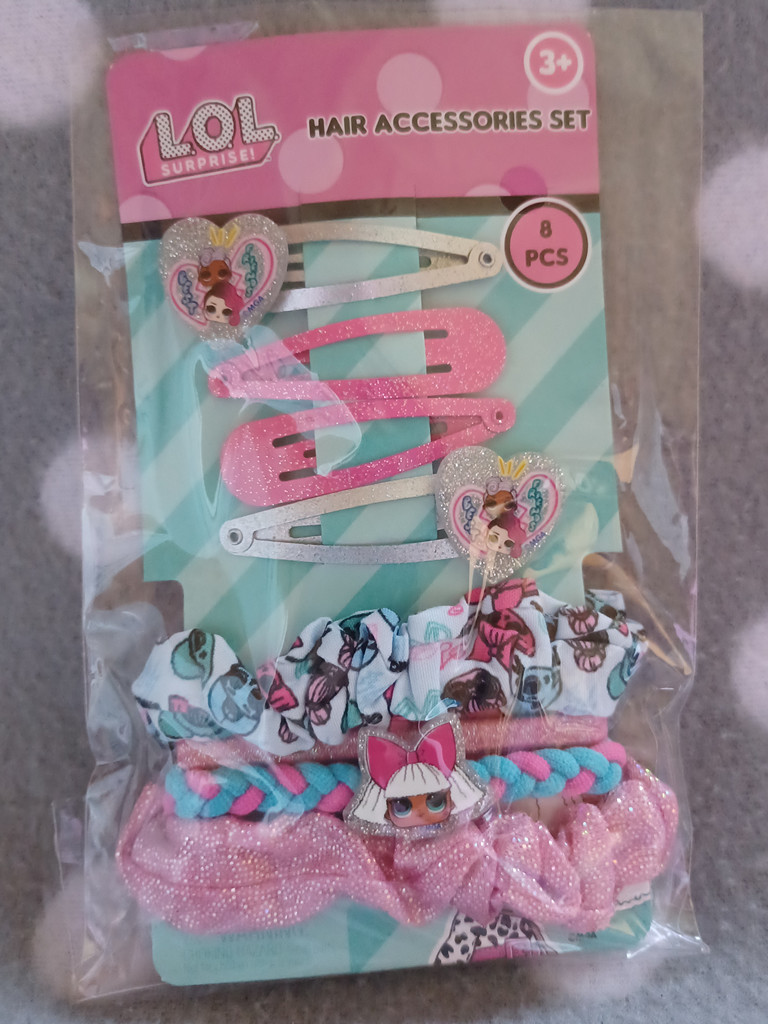 3+
L.O.L.
SURPRISE!
HAIR ACCESSORIES SET
8
PCS